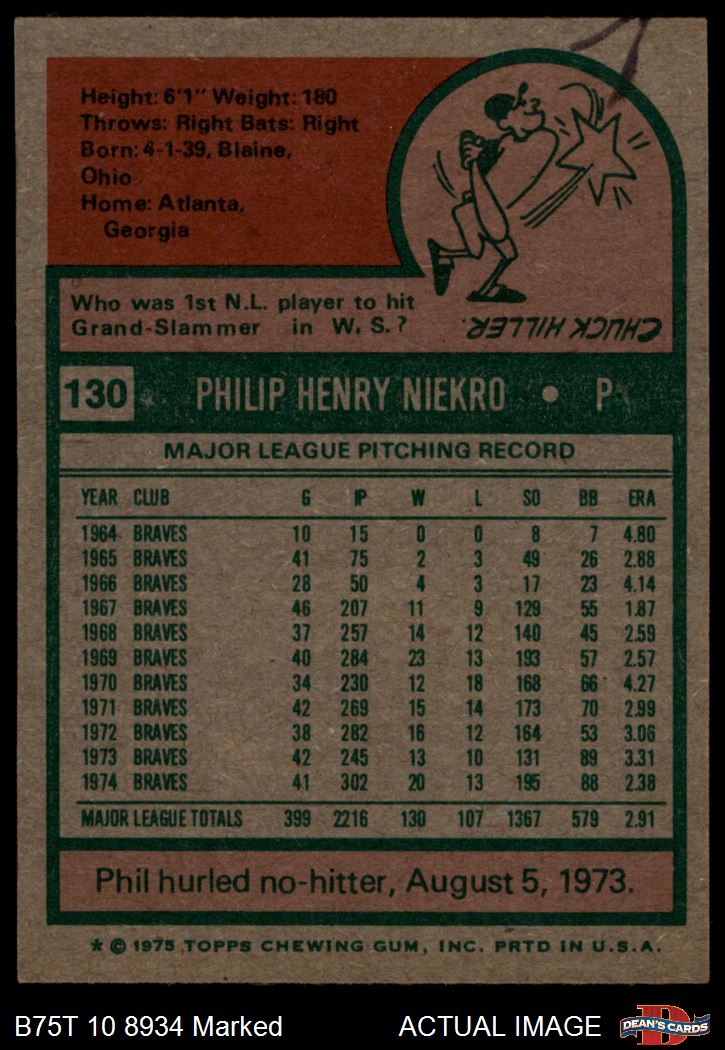 Height: 6'1" Weight: 180
Throws: Right Bats: Right
Born: 4-1-39, Blaine,
Ohio
Home: Atlanta,
Georgia
Who was 1st N.L. player to hit
Grand-Slammer in W. S.?
CHUCK HILLER.
130 PHILIP HENRY NIEKRO • P
MAJOR LEAGUE PITCHING RECORD
YEAR CLUB G IP W L SO BB ERA
1964 BRAVES 10 15 0 0 8 7 4.80
1965 BRAVES 41 75 2 3 49 26 2.88
1966 BRAVES 28 50 4 3 17 23 4.14
1967 BRAVES 46 207 11 9 129 55 1.87
1968 BRAVES 37 257 14 12 140 45 2.59
1969 BRAVES 40 284 23 13 193 57 2.57
1970 BRAVES 34 230 12 18 168 66 4.27
1971 BRAVES 42 269 15 14 173 70 2.99
1972 BRAVES 38 282 16 12 164 53 3.06
1973 BRAVES 42 245 13 10 131 89 3.31
1974 BRAVES 41 302 20 13 195 88 2.38
MAJOR LEAGUE TOTALS 399 2216 130 107 1367 579 2.91
Phil hurled no-hitter, August 5, 1973.
* © 1975 TOPPS CHEWING GUM, INC. PRTD IN U.S.A.
B75T 10 8934 Marked ACTUAL IMAGE D DEAN'S CARDS